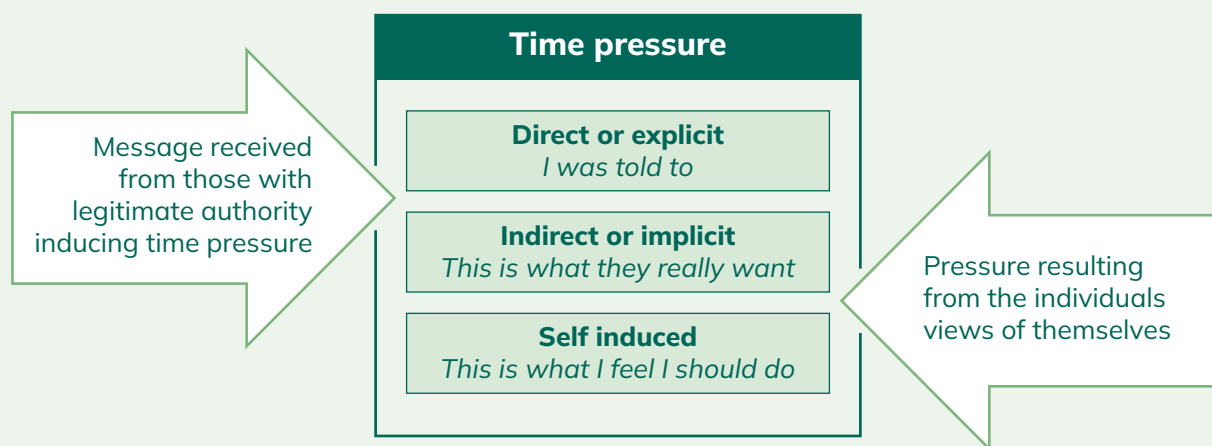 Time pressure
Message received
from those with
legitimate authority
inducing time pressure
Direct or explicit
I was told to
Indirect or implicit
This is what they really want
Self induced
This is what I feel I should do
Pressure resulting
from the individuals
views of themselves